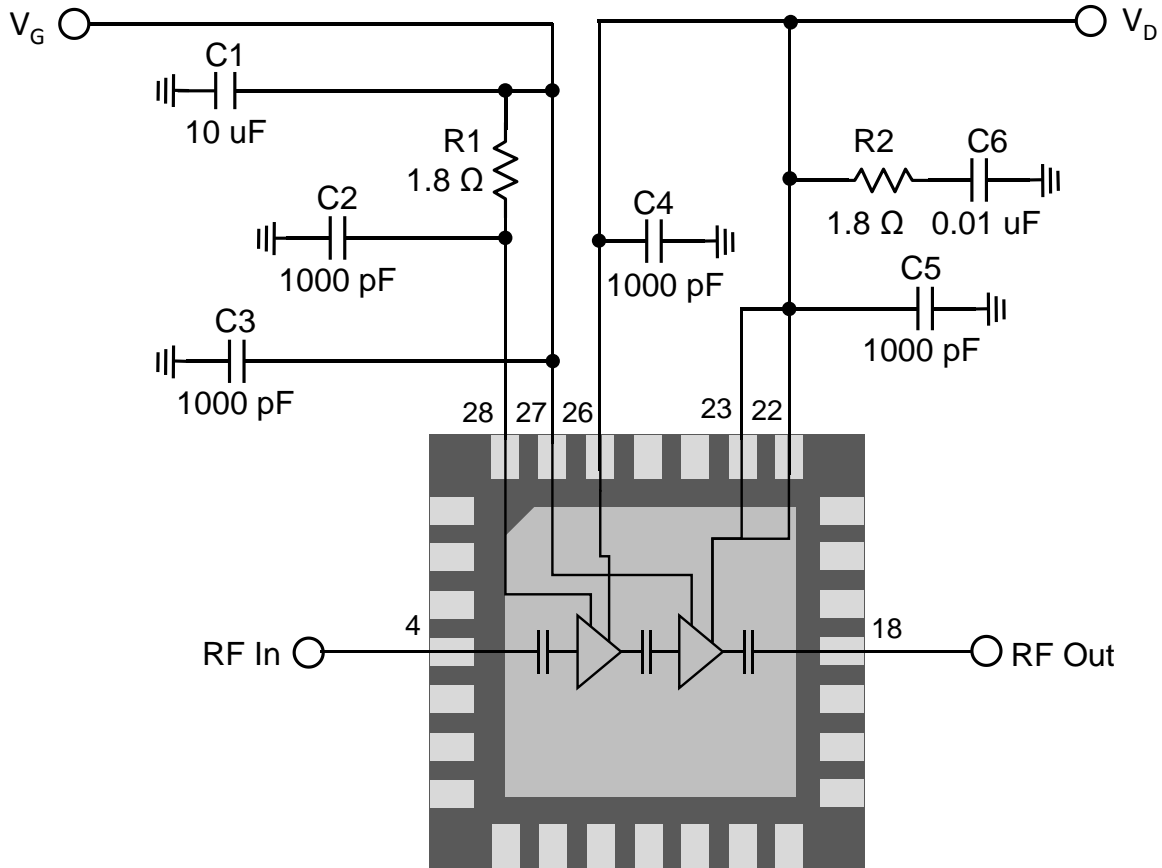 V_G
V_D
C1
10 uF
R1
1.8 Ω
R2
C6
1.8 Ω
0.01 uF
C2
1000 pF
C4
1000 pF
C5
1000 pF
C3
1000 pF
28
27
26
23
22
4
18
RF In
RF Out